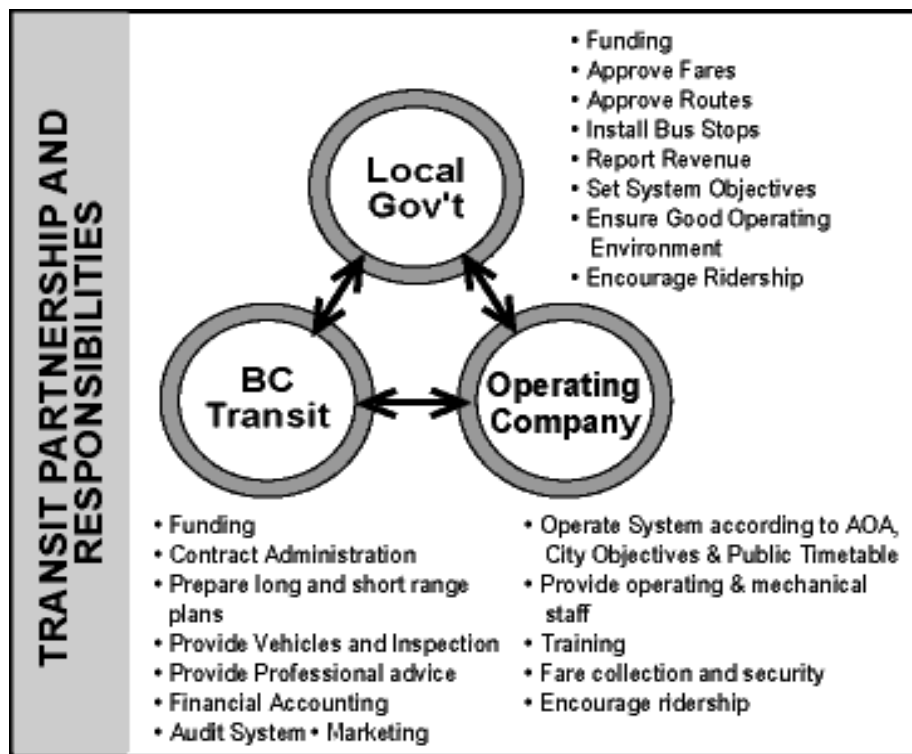 TRANSIT PARTNERSHIP AND
RESPONSIBILITIES
• Funding
• Approve Fares
• Approve Routes
• Install Bus Stops
• Report Revenue
• Set System Objectives
• Ensure Good Operating
Environment
• Encourage Ridership
Local
Gov't
BC
Transit
Operating
Company
• Funding
• Contract Administration
• Prepare long and short range
plans
• Provide Vehicles and Inspection
• Provide Professional advice
• Financial Accounting
• Audit System • Marketing
• Operate System according to AOA,
City Objectives & Public Timetable
• Provide operating & mechanical
staff
• Training
• Fare collection and security
• Encourage ridership